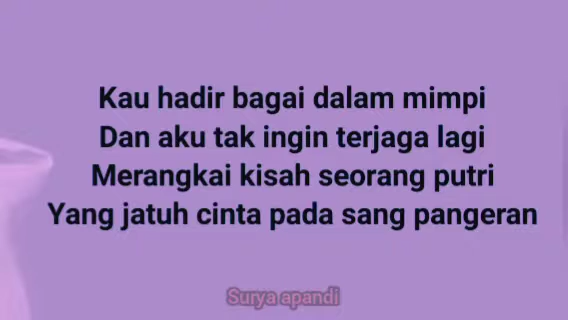 Kau hadir bagai dalam mimpi
Dan aku tak ingin terjaga lagi
Merangkai kisah seorang putri
Yang jatuh cinta pada sang pangeran
Surya apandi